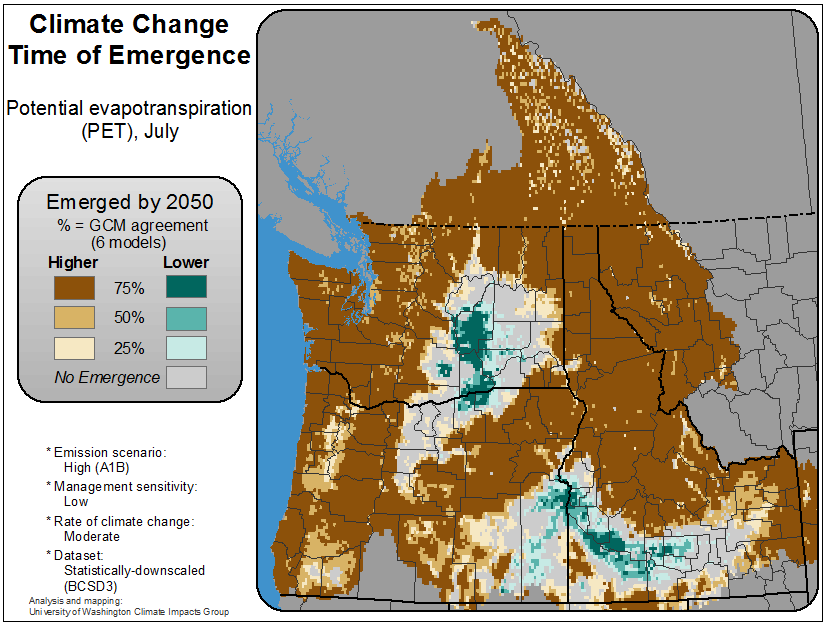 Climate Change
Time of Emergence
Potential evapotranspiration
(PET), July
Emerged by 2050
% = GCM agreement
(6 models)
Higher Lower
75%
50%
25%
No Emergence
* Emission scenario:
High (A1B)
* Management sensitivity:
Low
* Rate of climate change:
Moderate
* Dataset:
Statistically-downscaled
(BCSD3)
Analysis and mapping:
University of Washington Climate Impacts Group